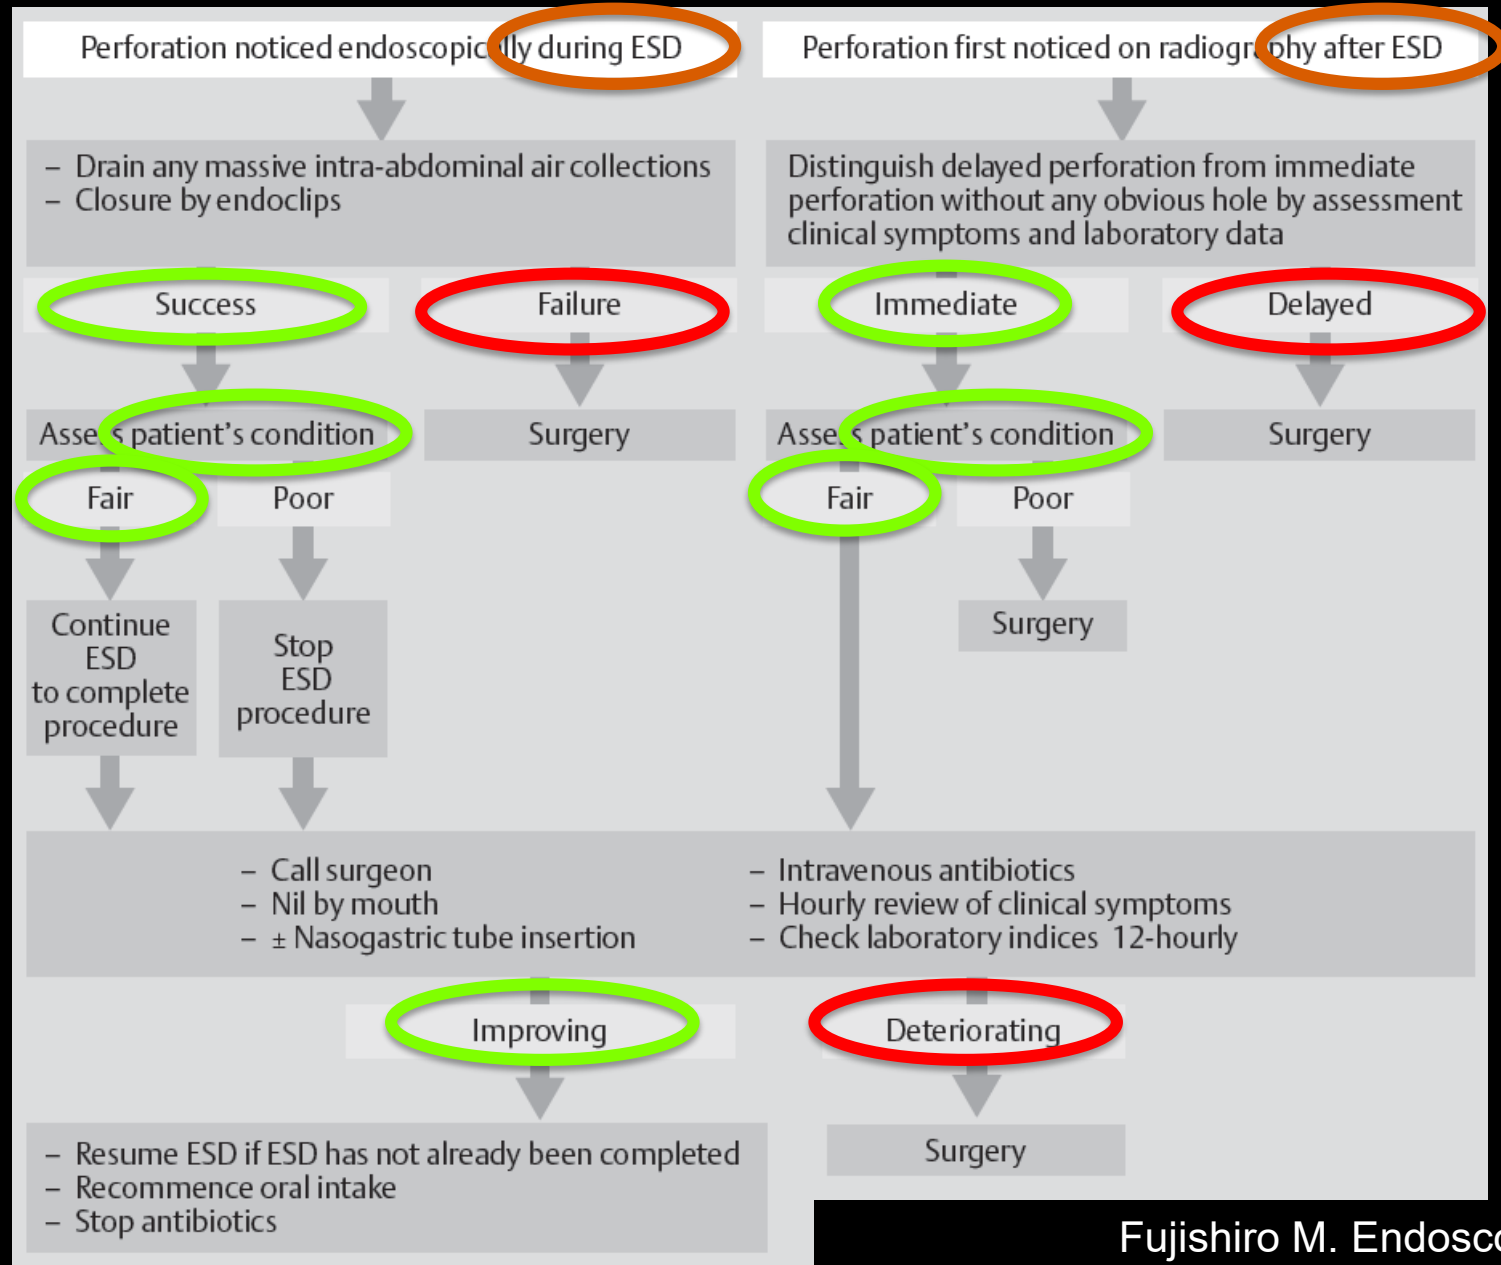 Perforation noticed endoscopically during ESD
Perforation first noticed on radiography after ESD
– Drain any massive intra-abdominal air collections
– Closure by endoclips
Distinguish delayed perforation from immediate
perforation without any obvious hole by assessment
clinical symptoms and laboratory data
Success
Failure
Immediate
Delayed
Assess patient's condition
Surgery
Assess patient's condition
Surgery
Fair
Poor
Fair
Poor
Continue
ESD
to complete
procedure
Stop
ESD
procedure
Surgery
– Call surgeon
– Nil by mouth
– ± Nasogastric tube insertion
– Intravenous antibiotics
– Hourly review of clinical symptoms
– Check laboratory indices 12-hourly
Improving
Deteriorating
– Resume ESD if ESD has not already been completed
– Recommence oral intake
– Stop antibiotics
Surgery
Fujishiro M.